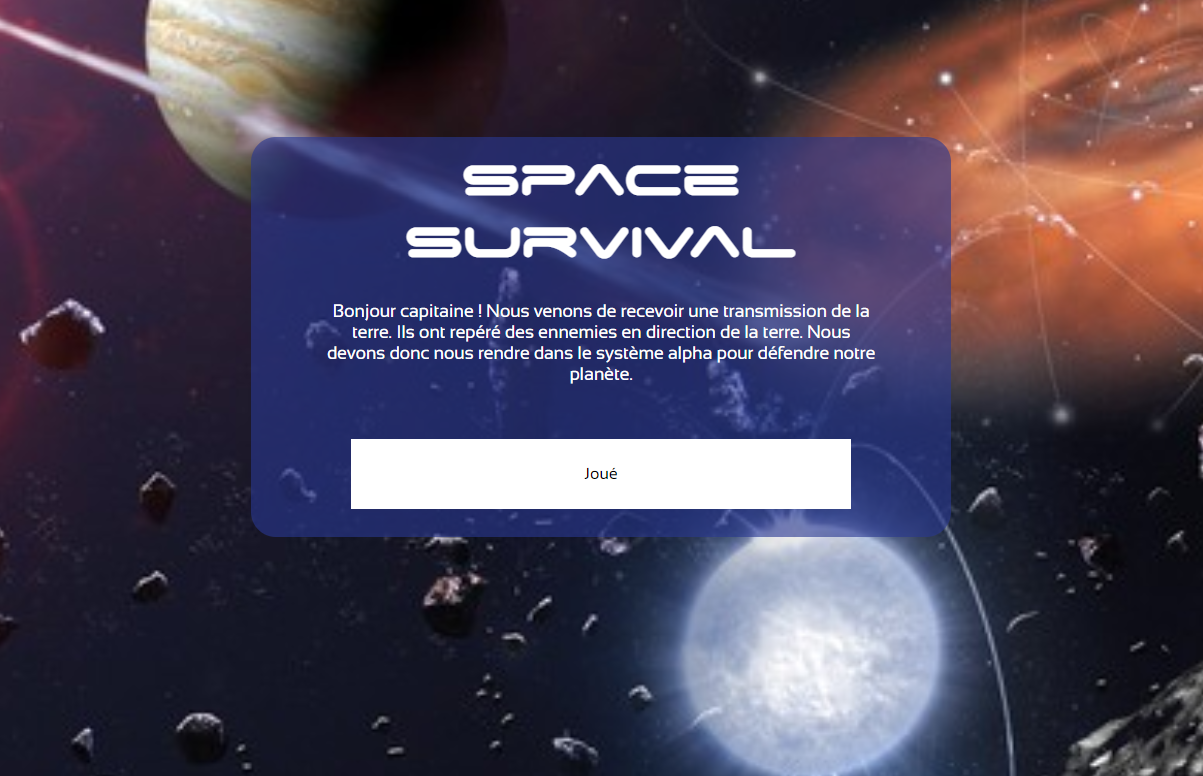 SPACE
SURVIVAL
Bonjour capitaine ! Nous venons de recevoir une transmission de la
terre. Ils ont repéré des ennemies en direction de la terre. Nous
devons donc nous rendre dans le système alpha pour défendre notre
planète.
Joué